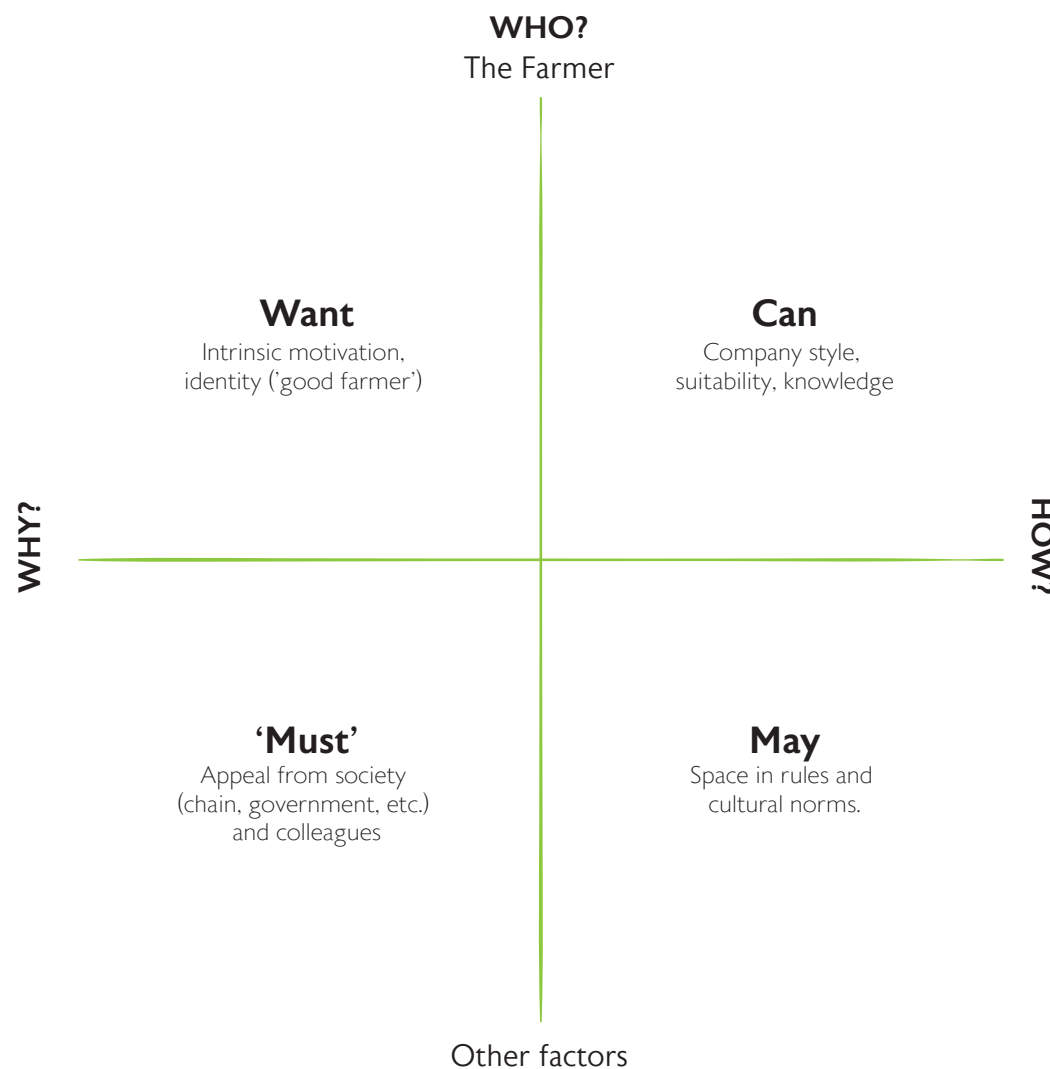 WHO?
The Farmer
Want
Intrinsic motivation,
identity (’good farmer’)
Can
Company style,
suitability, knowledge
WHY?
HOW?
‘Must’
Appeal from society
(chain, government, etc.)
and colleagues
May
Space in rules and
cultural norms.
Other factors